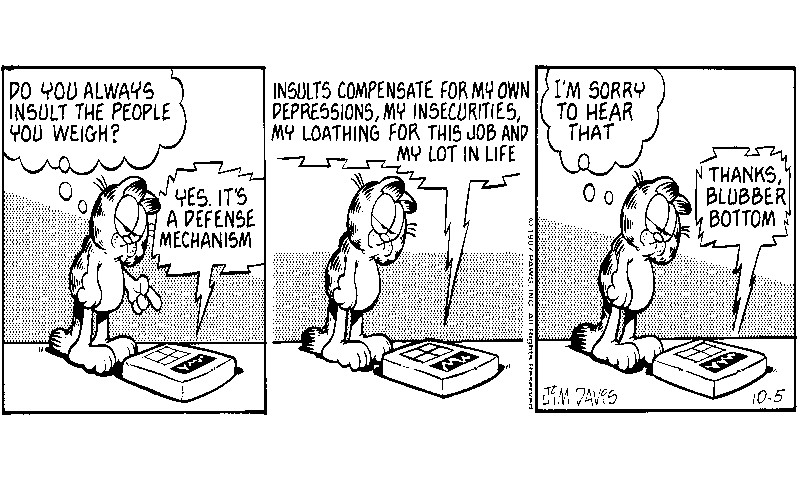 DO YOU ALWAYS
INSULT THE PEOPLE
YOU WEIGH?
YES. IT'S
A DEFENSE
MECHANISM
INSULTS COMPENSATE FOR MY OWN
DEPRESSIONS, MY INSECURITIES,
MY LOATHING FOR THIS JOB AND
MY LOT IN LIFE
I'M SORRY
TO HEAR
THAT
THANKS,
BLUBBER
BOTTOM
JIM DAVIS
10-5